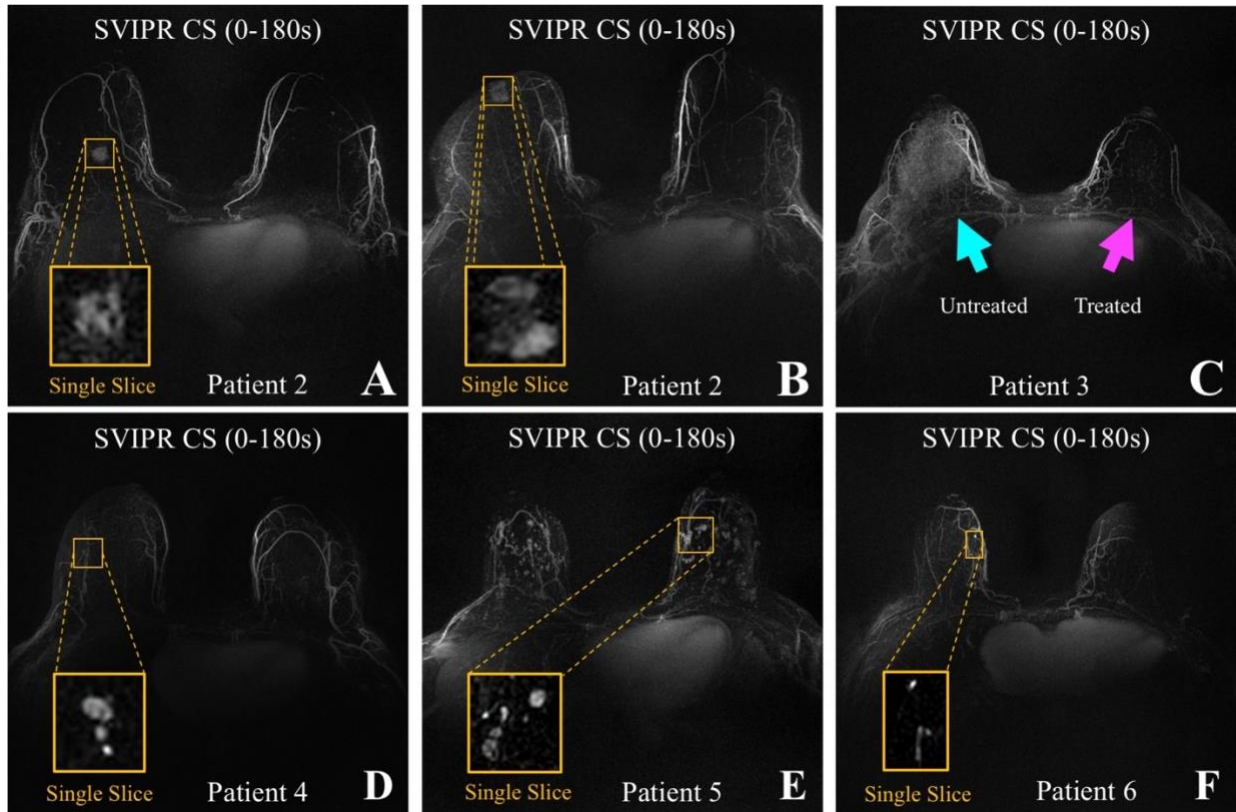 SVIPR CS (0-180s)
Single Slice
Patient 2
A
SVIPR CS (0-180s)
Single Slice
Patient 2
B
SVIPR CS (0-180s)
Untreated
Treated
Patient 3
C
SVIPR CS (0-180s)
Single Slice
Patient 4
D
SVIPR CS (0-180s)
Single Slice
Patient 5
E
SVIPR CS (0-180s)
Single Slice
Patient 6
F